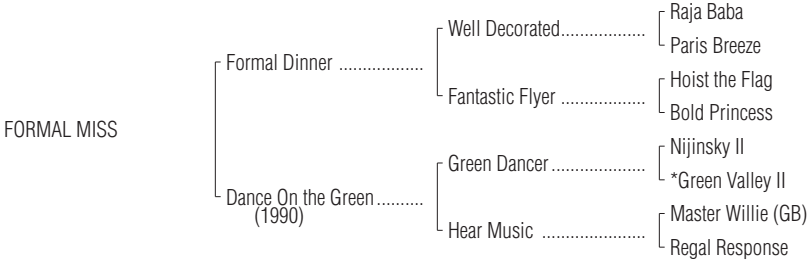 Raja Baba
Well Decorated...................
Paris Breeze
Formal Dinner ..................
Hoist the Flag
Fantastic Flyer ..................
Bold Princess
FORMAL MISS
Nijinsky II
Green Dancer....................
*Green Valley II
Dance On the Green..........
(1990)
Master Willie (GB)
Hear Music ......................
Regal Response